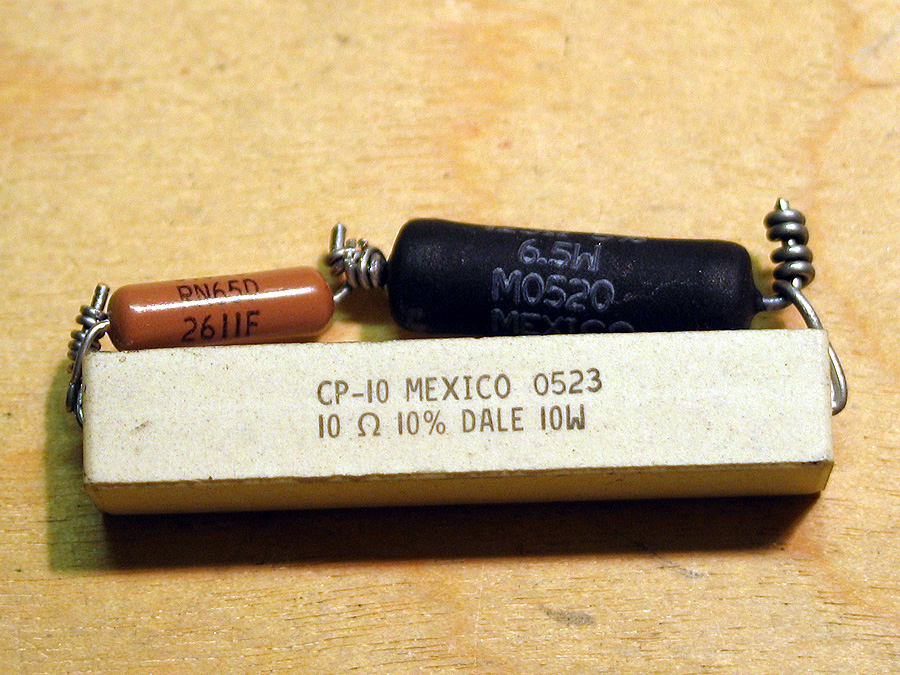 RN65D
2611F
6.5W
M0520
MEXICO
CP-10 MEXICO 0523
10 Ω 10% DALE 10W